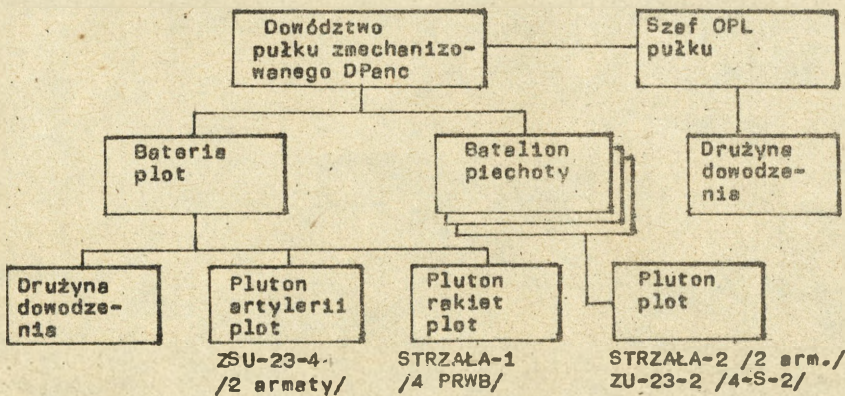 Dowództwo
pułku zmechanizo-
wanego DPanc
Szef OPL
pułku
Bateria
plot
Batalion
piechoty
Drużyna
dowodze-
nia
Drużyna
dowodze-
nia
Pluton
artylerii
plot
Pluton
rakiet
plot
Pluton
plot
ZSU-23-4
/2 armaty/
STRZAŁA-1
/4 PRWB/
STRZAŁA-2 /2 arm./
ZU-23-2 /4-S-2/